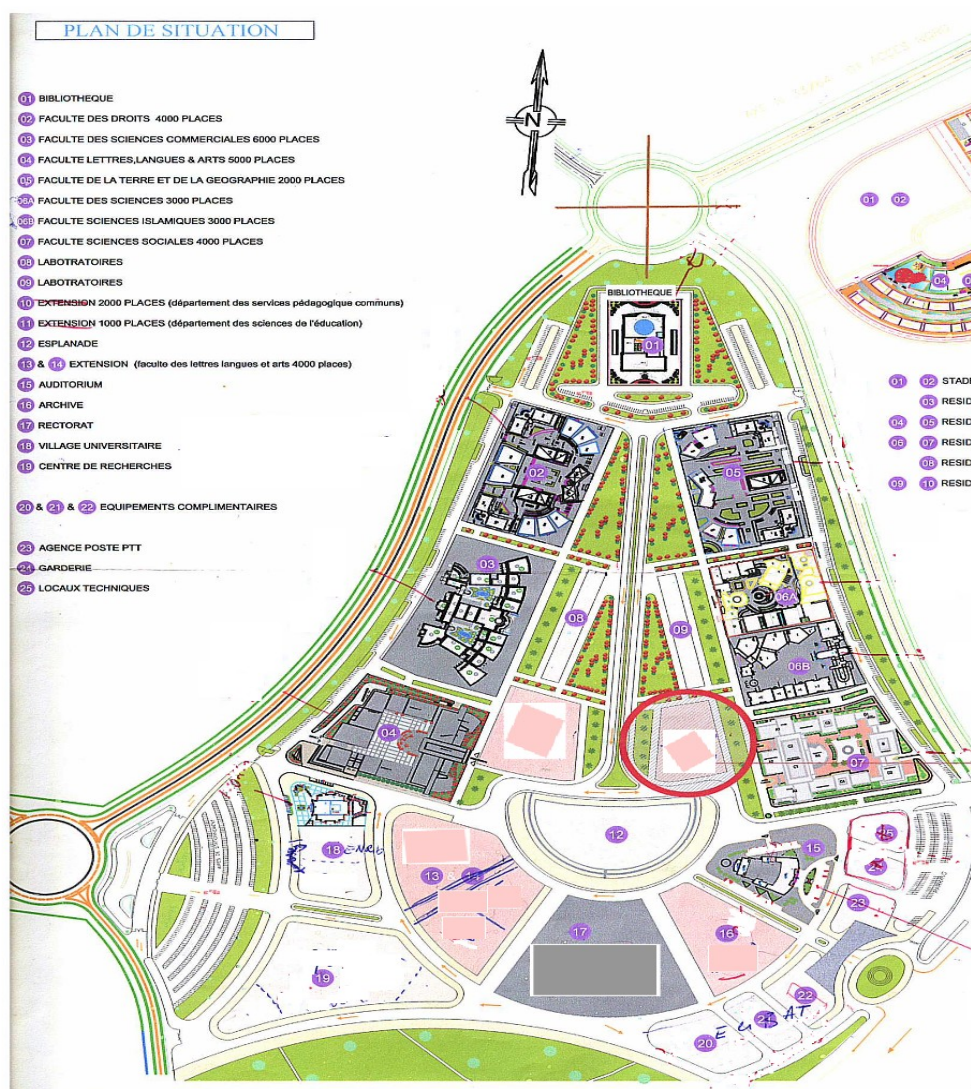 PLAN DE SITUATION
N
01 BIBLIOTHEQUE
02 FACULTE DES DROITS 4000 PLACES
03 FACULTE DES SCIENCES COMMERCIALES 6000 PLACES
04 FACULTE LETTRES,LANGUES & ARTS 5000 PLACES
05 FACULTE DE LA TERRE ET DE LA GEOGRAPHIE 2000 PLACES
06A FACULTE DES SCIENCES 3000 PLACES
06B FACULTE SCIENCES ISLAMIQUES 3000 PLACES
07 FACULTE SCIENCES SOCIALES 4000 PLACES
08 LABOTRATOIRES
09 LABOTRATOIRES
10 EXTENSION 2000 PLACES (département des services pédagogique communs)
11 EXTENSION 1000 PLACES (département des sciences de l'éducation)
12 ESPLANADE
13 & 14 EXTENSION (faculte des lettres langues et arts 4000 places)
15 AUDITORIUM
16 ARCHIVE
17 RECTORAT
18 VILLAGE UNIVERSITAIRE
19 CENTRE DE RECHERCHES
20 & 21 & 22 EQUIPEMENTS COMPLIMENTAIRES
23 AGENCE POSTE PTT
24 GARDERIE
25 LOCAUX TECHNIQUES
01 02
04
BIBLIOTHEQUE
01
01 02 STADE
03 RESID
04 05 RESID
06 07 RESID
08 RESID
09 10 RESID
02
05
03
06A
08
09
06B
04
07
12
18
15
25
13 &
23
17
16
19
22
20
E U B A T